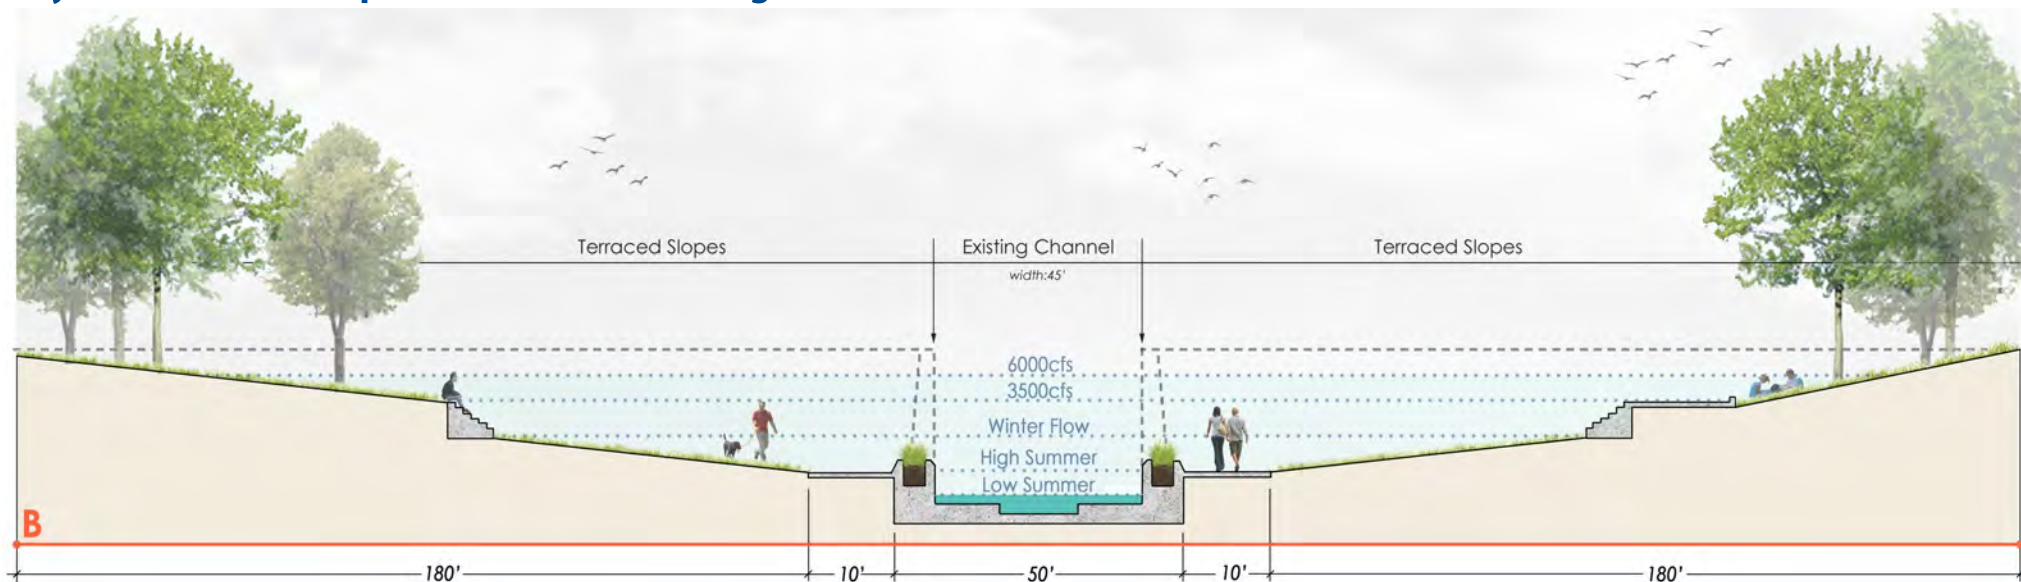 Terraced Slopes
Existing Channel
Terraced Slopes
width:45'
6000cfs
3500cfs
Winter Flow
High Summer
Low Summer
B
180'
10'
50'
10'
180'